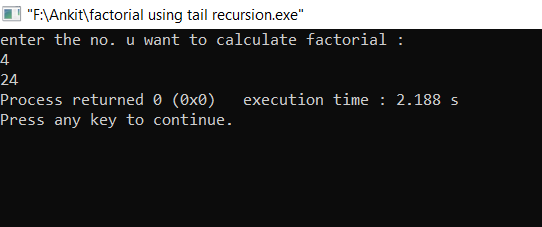 "F:\Ankit\factorial using tail recursion.exe"
enter the no. u want to calculate factorial :
4
24
Process returned 0 (0x0)   execution time : 2.188 s
Press any key to continue.